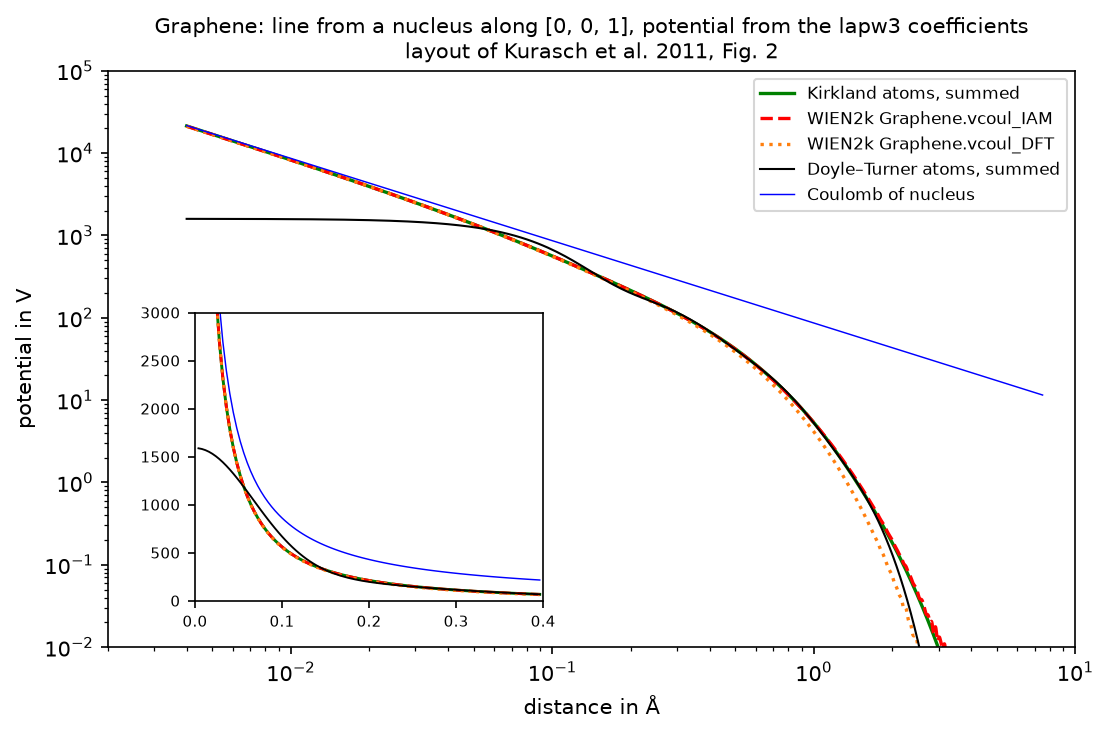 Graphene: line from a nucleus along [0, 0, 1], potential from the lapw3 coefficients
layout of Kurasch et al. 2011, Fig. 2
potential in V
10^5
10^4
10^3
10^2
10^1
10^0
10^−1
10^−2
Kirkland atoms, summed
WIEN2k Graphene.vcoul_IAM
WIEN2k Graphene.vcoul_DFT
Doyle–Turner atoms, summed
Coulomb of nucleus
3000
2500
2000
1500
1000
500
0
0.0 0.1 0.2 0.3 0.4
10^−2 10^−1 10^0 10^1
distance in Å